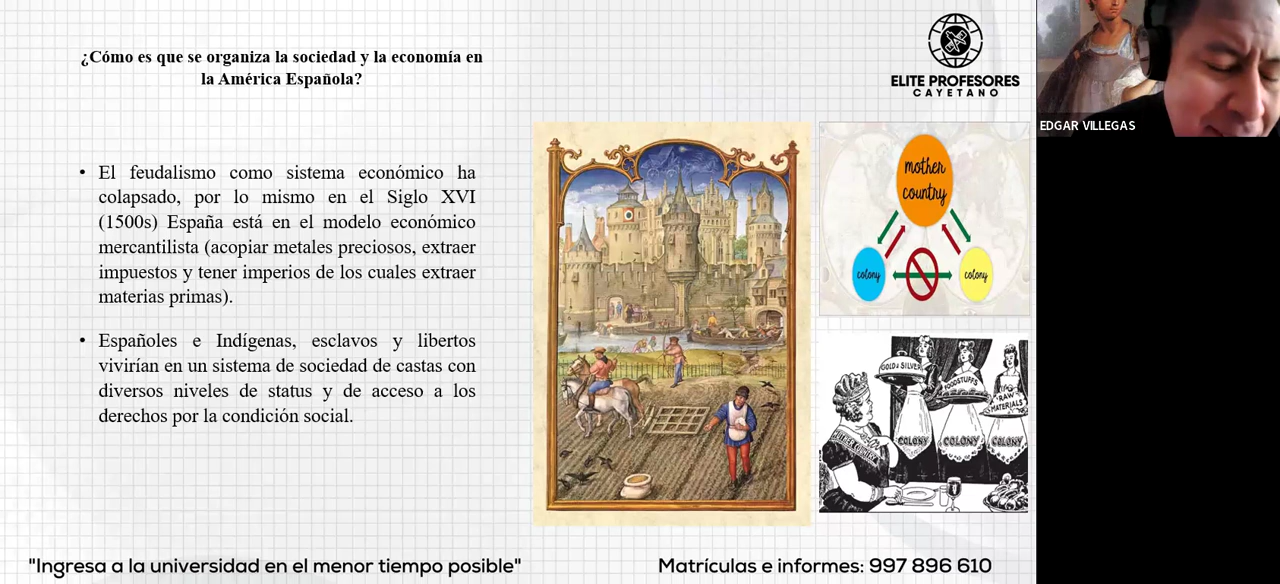 ¿Cómo es que se organiza la sociedad y la economía en
la América Española?
ELITE PROFESORES
CAYETANO
EDGAR VILLEGAS
• El feudalismo como sistema económico ha
colapsado, por lo mismo en el Siglo XVI
(1500s) España está en el modelo económico
mercantilista (acopiar metales preciosos, extraer
impuestos y tener imperios de los cuales extraer
materias primas).
• Españoles e Indígenas, esclavos y libertos
vivirían en un sistema de sociedad de castas con
diversos niveles de status y de acceso a los
derechos por la condición social.
mother
country
colony
colony
GOLD & SILVER
FOODSTUFFS
RAW
MATERIALS
COLONY
COLONY
COLONY
MOTHER COUNTRY
"Ingresa a la universidad en el menor tiempo posible"
Matrículas e informes: 997 896 610